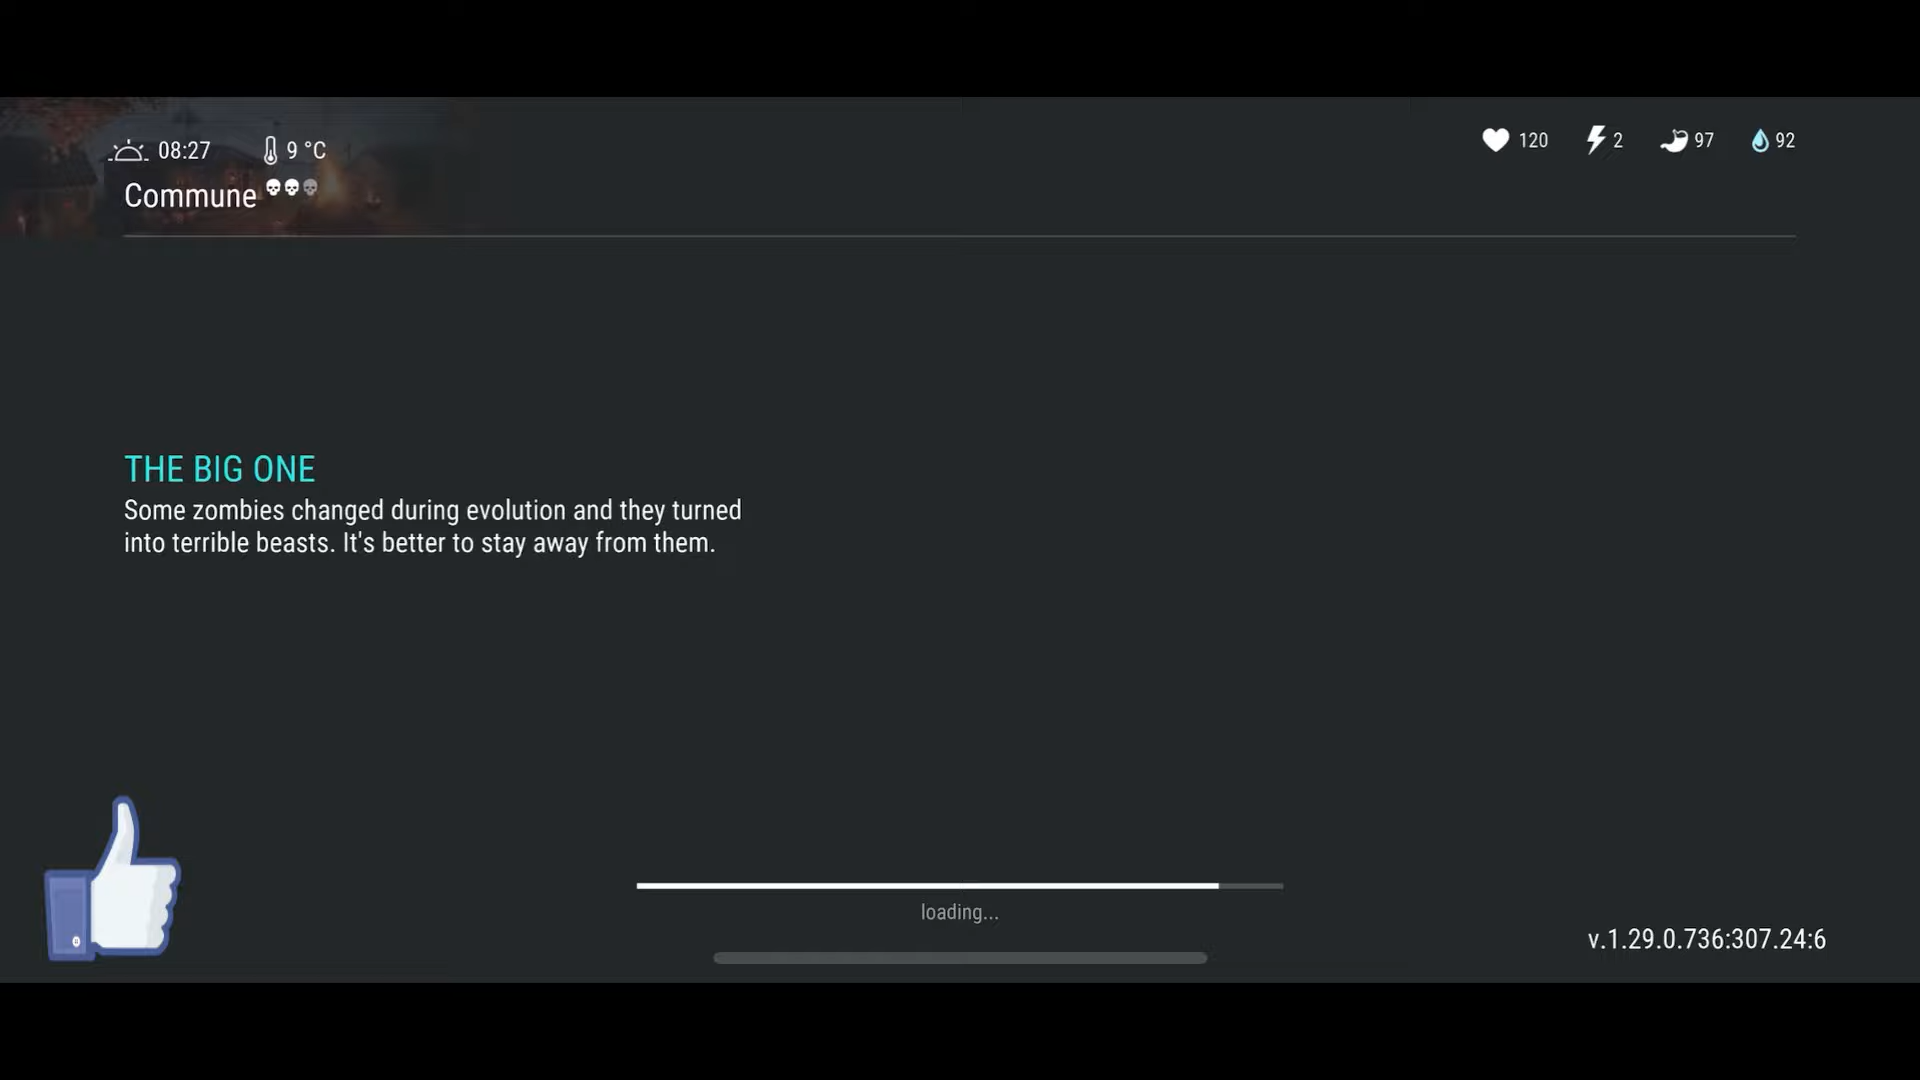 08:27 9 °C
120 2 97 92
Commune
THE BIG ONE
Some zombies changed during evolution and they turned
into terrible beasts. It's better to stay away from them.
loading...
v.1.29.0.736:307.24:6